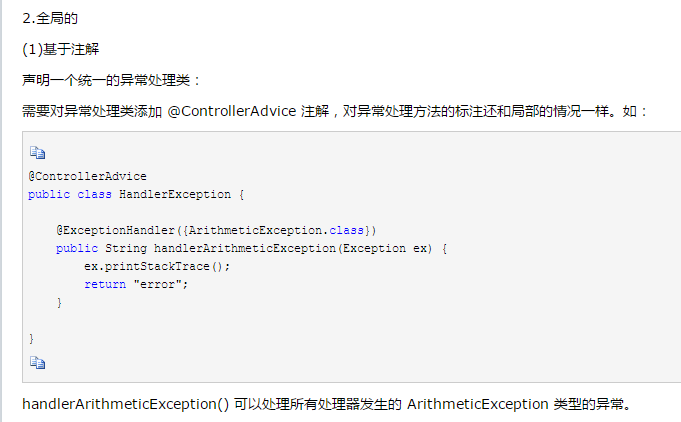 2.全局的
(1)基于注解
声明一个统一的异常处理类：
需要对异常处理类添加 @ControllerAdvice 注解，对异常处理方法的标注还和局部的情况一样。如：
@ControllerAdvice
public class HandlerException {
    @ExceptionHandler({ArithmeticException.class})
    public String handlerArithmeticException(Exception ex) {
        ex.printStackTrace();
        return "error";
    }
}
handlerArithmeticException() 可以处理所有处理器发生的 ArithmeticException 类型的异常。